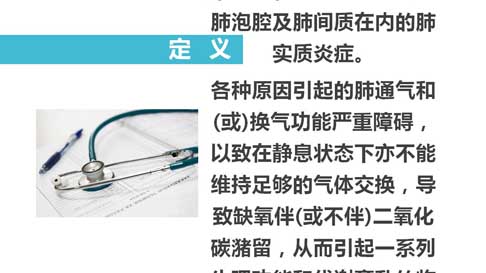 肺泡腔及肺间质在内的肺
定 义
实质炎症。
各种原因引起的肺通气和
(或)换气功能严重障碍，
以致在静息状态下亦不能
维持足够的气体交换，导
致缺氧伴(或不伴)二氧化
碳潴留，从而引起一系列